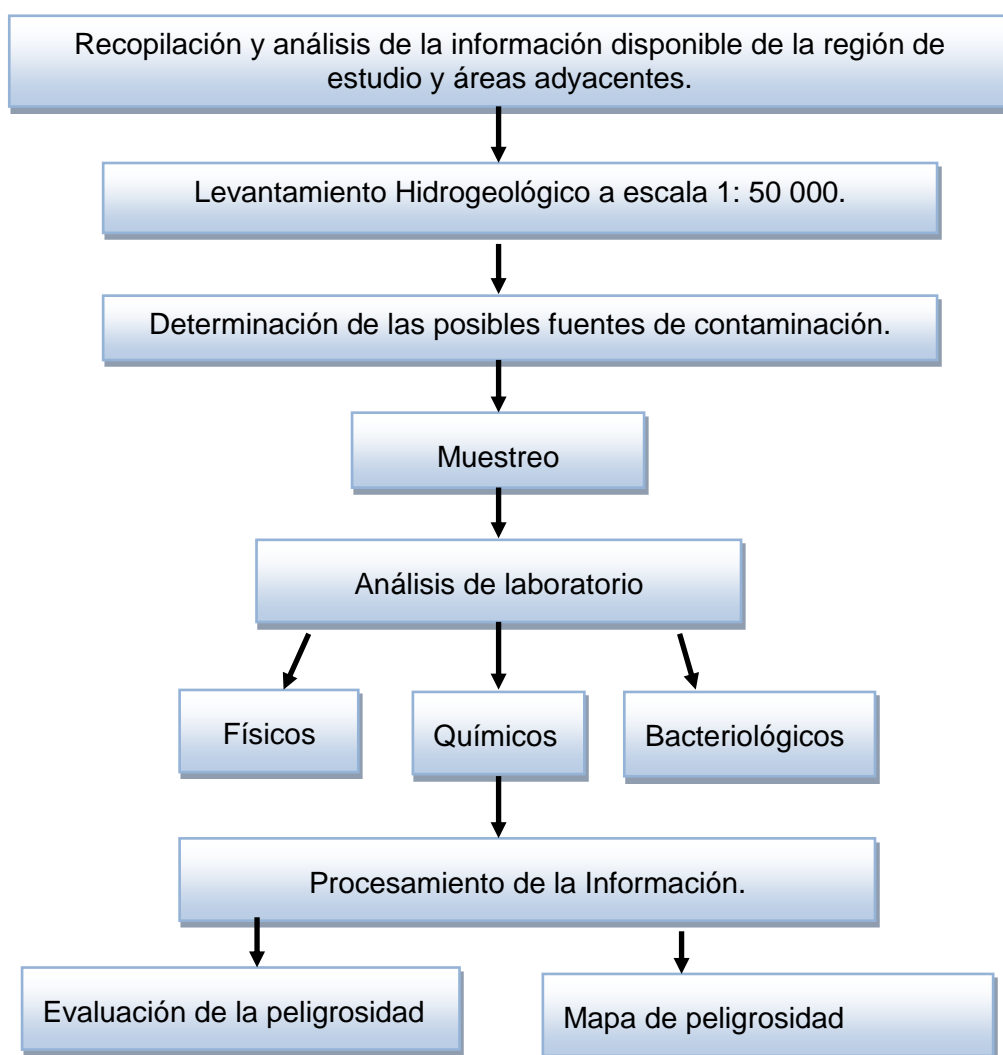 Recopilación y análisis de la información disponible de la región de
estudio y áreas adyacentes.
Levantamiento Hidrogeológico a escala 1: 50 000.
Determinación de las posibles fuentes de contaminación.
Muestreo
Análisis de laboratorio
Físicos
Químicos
Bacteriológicos
Procesamiento de la Información.
Evaluación de la peligrosidad
Mapa de peligrosidad